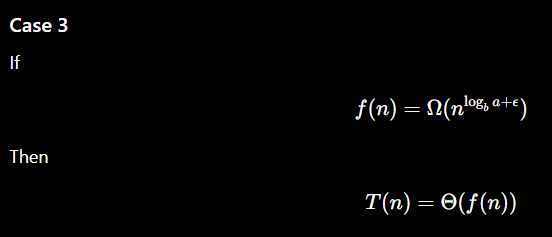 Case 3
If
f(n) = Ω(n^{log_b a+ϵ})
Then
T(n) = Θ(f(n))